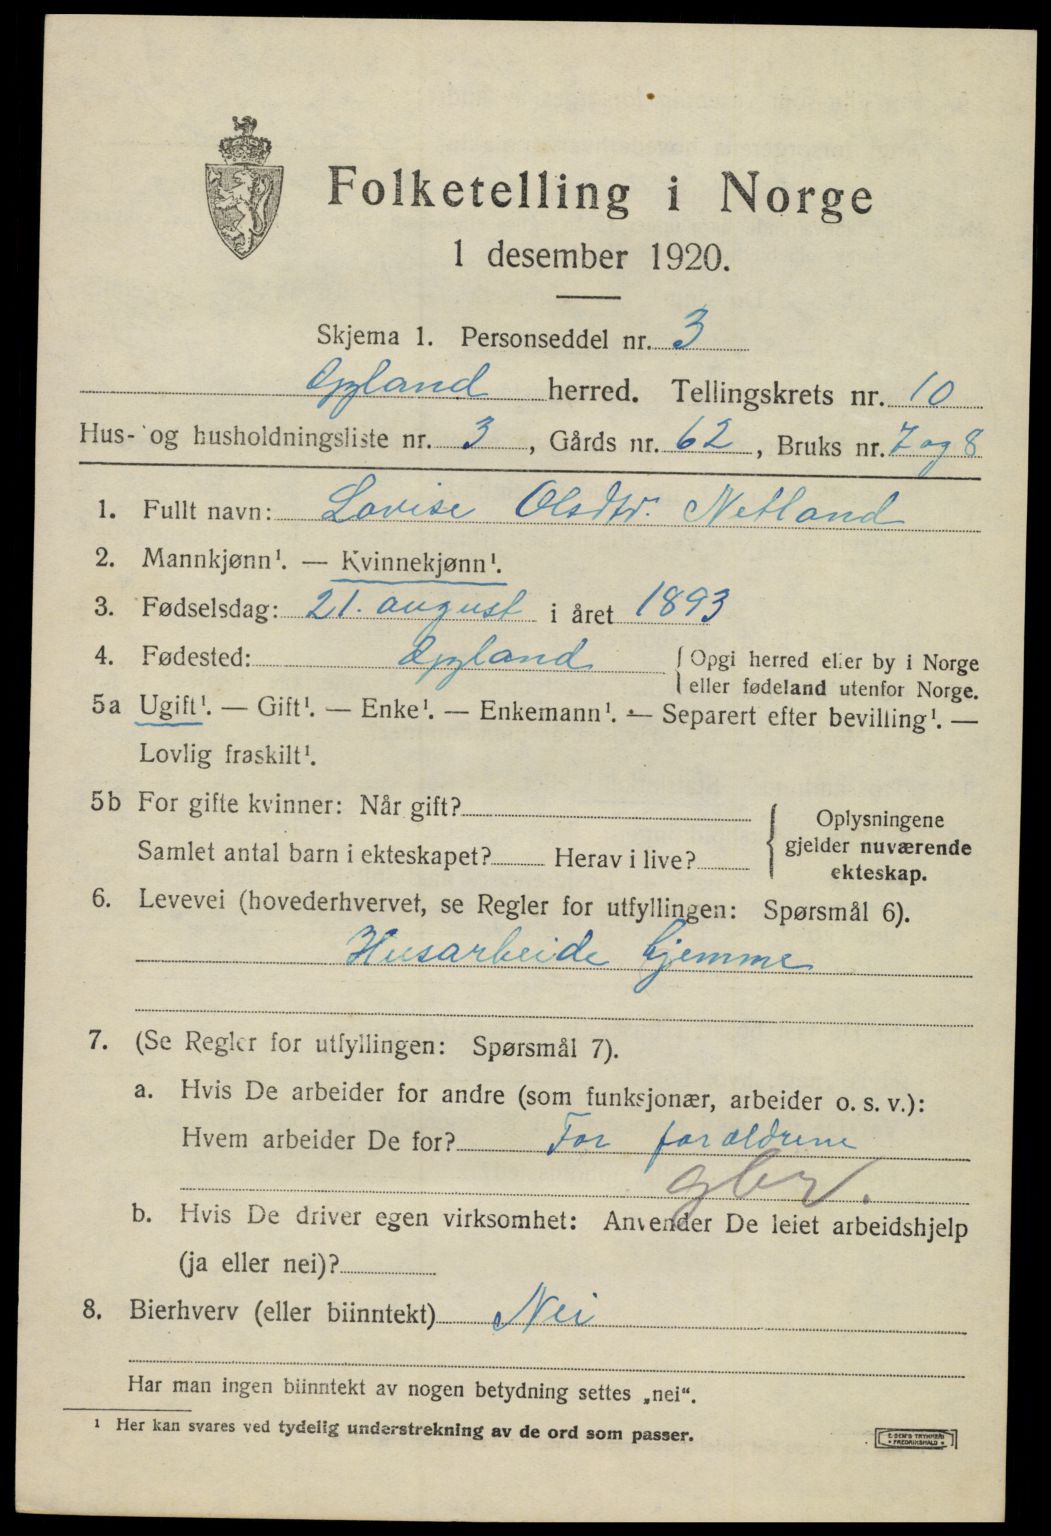 Folketelling i Norge
1 desember 1920.
Skjema 1. Personseddel nr. 3
Øyland herred. Tellingskrets nr. 10
Hus- og husholdningsliste nr. 3, Gårds nr. 62, Bruks nr. 7 og 8
1. Fullt navn: Lovise Olsdtr. Netland
2. Mannkjønn¹. — Kvinnekjønn¹.
3. Fødselsdag: 21. august i året 1893
4. Fødested: Øyland { Opgi herred eller by i Norge
eller fødeland utenfor Norge.
5a Ugift¹. — Gift¹. — Enke¹. — Enkemann¹. — Separert efter bevilling¹. —
Lovlig fraskilt¹.
5b For gifte kvinner: Når gift? { Oplysningene
gjelder nuværende
ekteskap.
Samlet antal barn i ekteskapet? Herav i live?
6. Levevei (hovederhvervet, se Regler for utfyllingen: Spørsmål 6).
Husarbeide hjemme
7. (Se Regler for utfyllingen: Spørsmål 7).
a. Hvis De arbeider for andre (som funksjonær, arbeider o. s. v.):
Hvem arbeider De for? For forældrene
gbr.
b. Hvis De driver egen virksomhet: Anvender De leiet arbeidshjelp
(ja eller nei)?
8. Bierhverv (eller biinntekt) Nei
Har man ingen biinntekt av nogen betydning settes „nei".
¹ Her kan svares ved tydelig understrekning av de ord som passer.
E. SEM'S TRYKKERI
FREDRIKSHALD